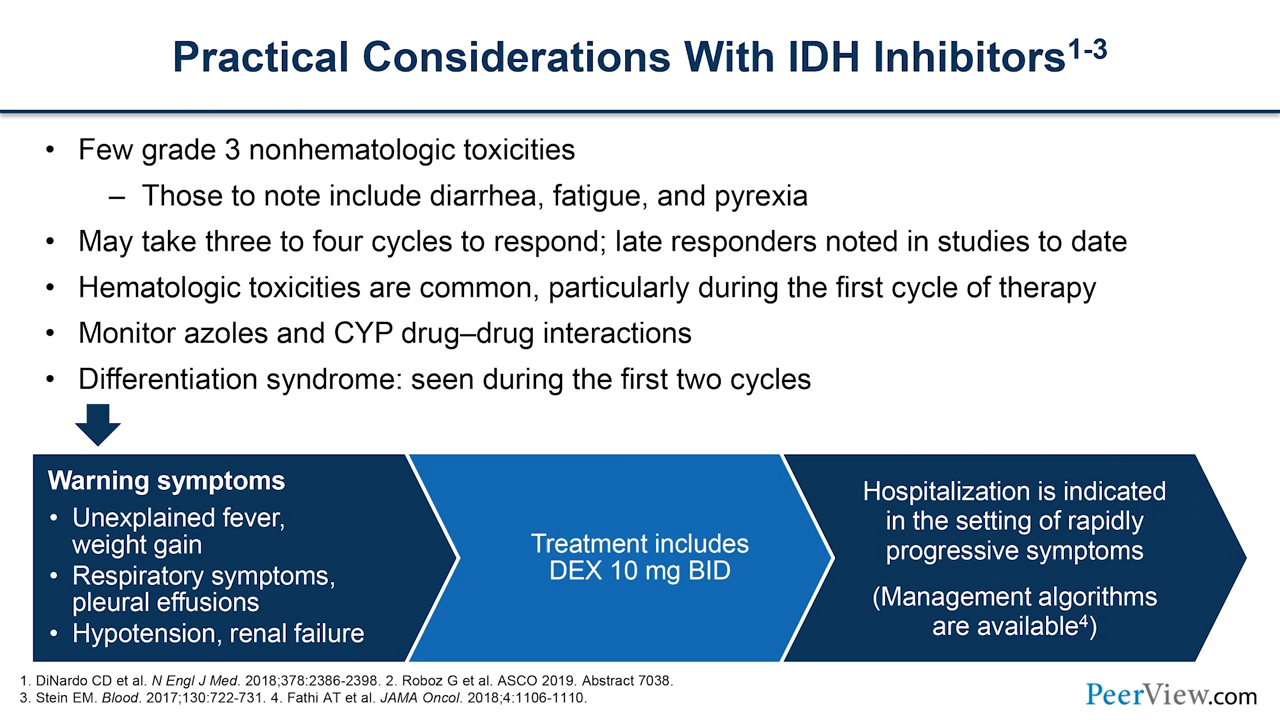 Practical Considerations With IDH Inhibitors1-3
• Few grade 3 nonhematologic toxicities
– Those to note include diarrhea, fatigue, and pyrexia
• May take three to four cycles to respond; late responders noted in studies to date
• Hematologic toxicities are common, particularly during the first cycle of therapy
• Monitor azoles and CYP drug–drug interactions
• Differentiation syndrome: seen during the first two cycles
Warning symptoms
• Unexplained fever,
weight gain
• Respiratory symptoms,
pleural effusions
• Hypotension, renal failure
Treatment includes
DEX 10 mg BID
Hospitalization is indicated
in the setting of rapidly
progressive symptoms
(Management algorithms
are available4)
1. DiNardo CD et al. N Engl J Med. 2018;378:2386-2398. 2. Roboz G et al. ASCO 2019. Abstract 7038.
3. Stein EM. Blood. 2017;130:722-731. 4. Fathi AT et al. JAMA Oncol. 2018;4:1106-1110.
PeerView.com